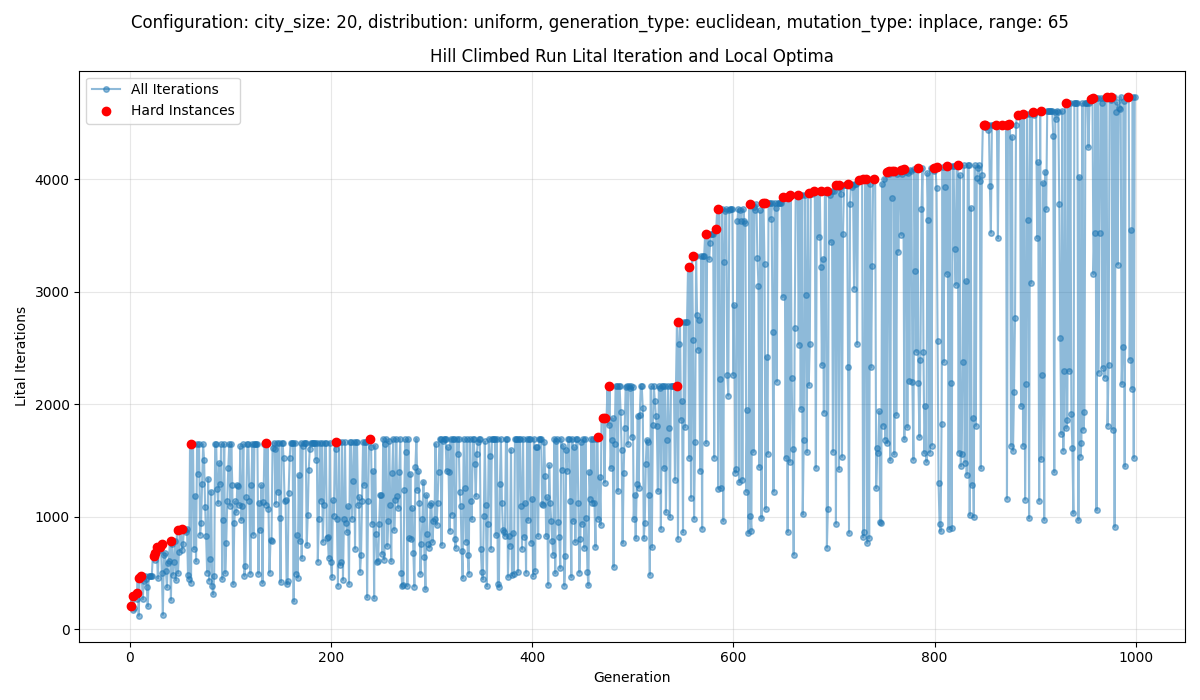 Configuration: city_size: 20, distribution: uniform, generation_type: euclidean, mutation_type: inplace, range: 65
Hill Climbed Run Lital Iteration and Local Optima
All Iterations
Hard Instances
Lital Iterations
4000
3000
2000
1000
0
0 200 400 600 800 1000
Generation